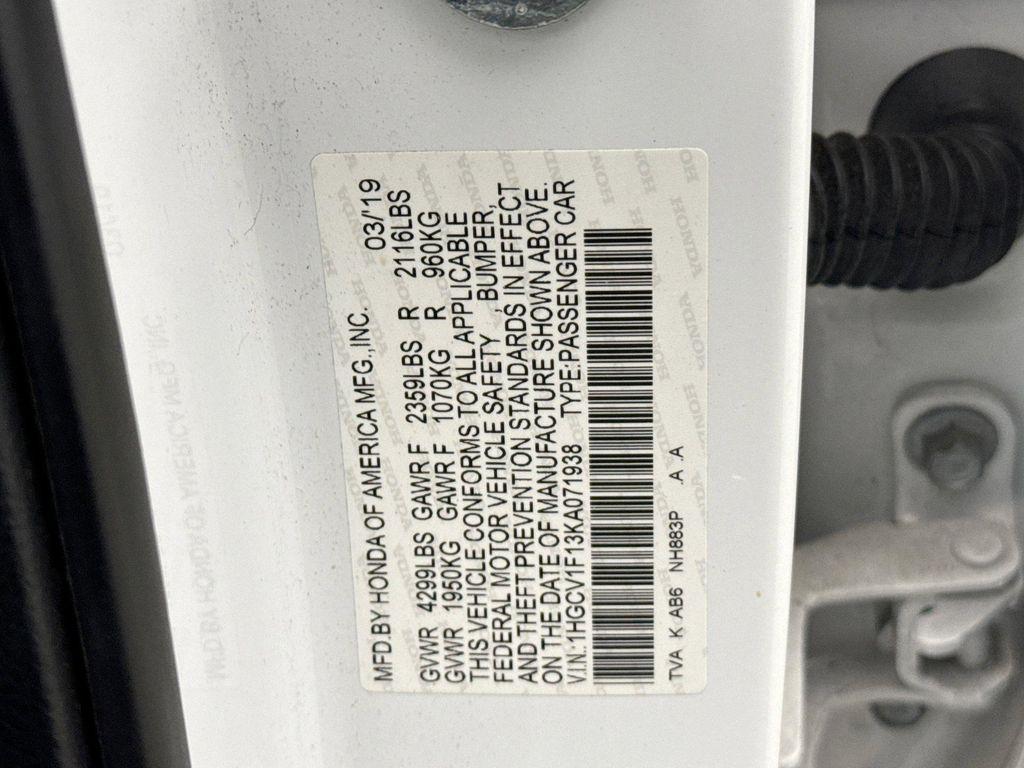 MFD.BY HONDA OF AMERICA MFG.,INC. 03/'19
GVWR 4299LBS GAWR F 2359LBS R 2116LBS
GVWR 1950KG GAWR F 1070KG R 960KG
THIS VEHICLE CONFORMS TO ALL APPLICABLE
FEDERAL MOTOR VEHICLE SAFETY , BUMPER,
AND THEFT PREVENTION STANDARDS IN EFFECT
ON THE DATE OF MANUFACTURE SHOWN ABOVE.
V.I.N.:1HGCV1F13KA071938 TYPE:PASSENGER CAR
TVA K AB6 NH883P A A